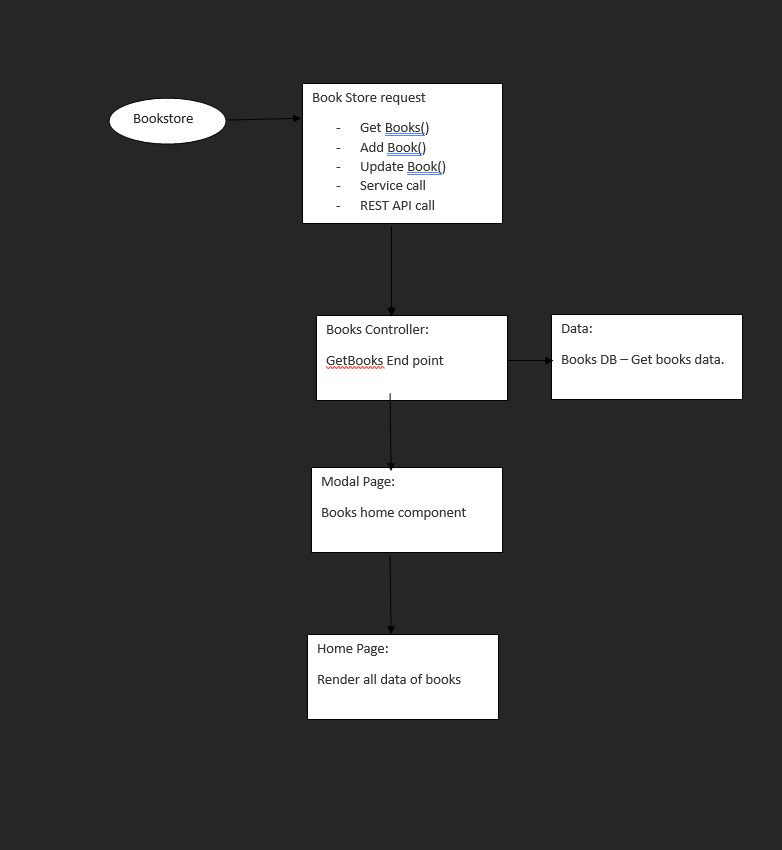 Bookstore
Book Store request
- Get Books()
- Add Book()
- Update Book()
- Service call
- REST API call
Books Controller:
GetBooks End point
Data:
Books DB – Get books data.
Modal Page:
Books home component
Home Page:
Render all data of books